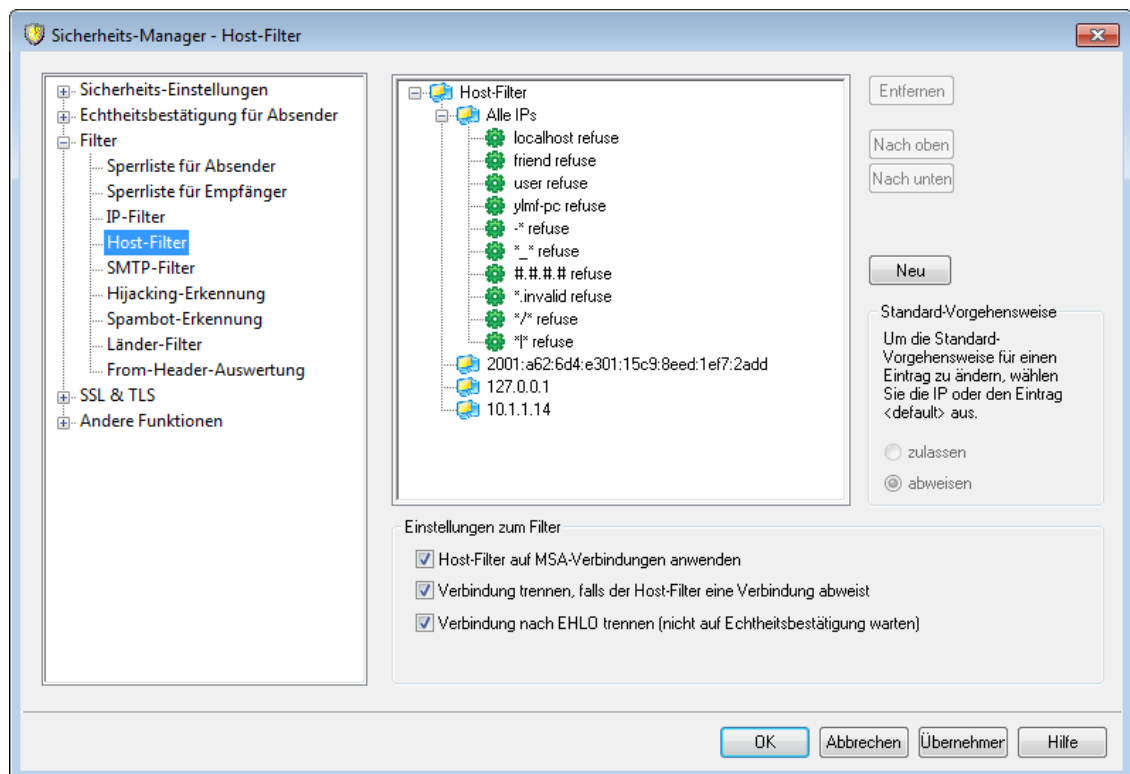 Sicherheits-Manager - Host-Filter
Sicherheits-Einstellungen
Echtheitsbestätigung für Absender
Filter
Sperrliste für Absender
Sperrliste für Empfänger
IP-Filter
Host-Filter
SMTP-Filter
Hijacking-Erkennung
Spambot-Erkennung
Länder-Filter
From-Header-Auswertung
SSL & TLS
Andere Funktionen
Host-Filter
Alle IPs
localhost refuse
friend refuse
user refuse
ylmf-pc refuse
-* refuse
*_* refuse
#.#.#.# refuse
*.invalid refuse
*/* refuse
*|* refuse
2001:a62:6d4:e301:15c9:8eed:1ef7:2add
127.0.0.1
10.1.1.14
Entfernen
Nach oben
Nach unten
Neu
Standard-Vorgehensweise
Um die Standard-
Vorgehensweise für einen
Eintrag zu ändern, wählen
Sie die IP oder den Eintrag
<default> aus.
zulassen
abweisen
Einstellungen zum Filter
Host-Filter auf MSA-Verbindungen anwenden
Verbindung trennen, falls der Host-Filter eine Verbindung abweist
Verbindung nach EHLO trennen (nicht auf Echtheitsbestätigung warten)
OK
Abbrechen
Übernehmer
Hilfe